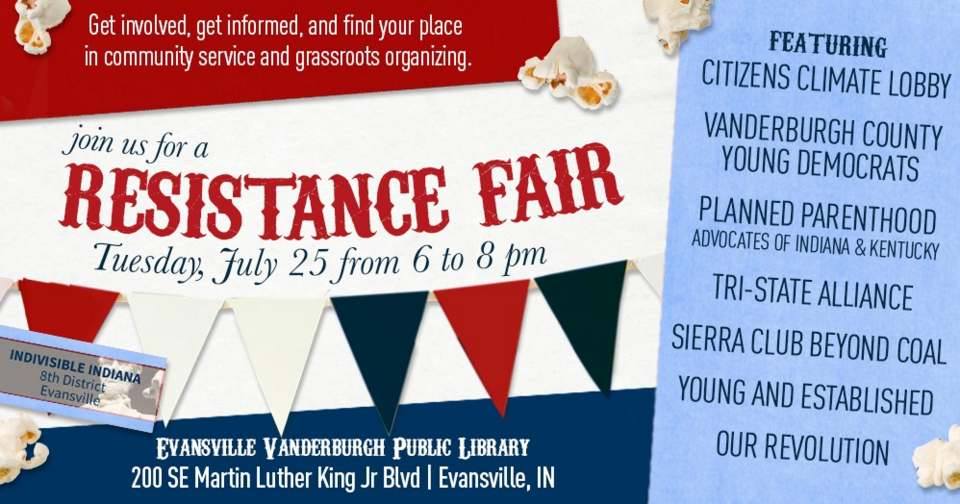 Get involved, get informed, and find your place
in community service and grassroots organizing.
join us for a
RESISTANCE FAIR
Tuesday, July 25 from 6 to 8 pm
INDIVISIBLE INDIANA
8th District
Evansville
EVANSVILLE VANDERBURGH PUBLIC LIBRARY
200 SE Martin Luther King Jr Blvd | Evansville, IN
FEATURING
CITIZENS CLIMATE LOBBY
VANDERBURGH COUNTY
YOUNG DEMOCRATS
PLANNED PARENTHOOD
ADVOCATES OF INDIANA & KENTUCKY
TRI-STATE ALLIANCE
SIERRA CLUB BEYOND COAL
YOUNG AND ESTABLISHED
OUR REVOLUTION